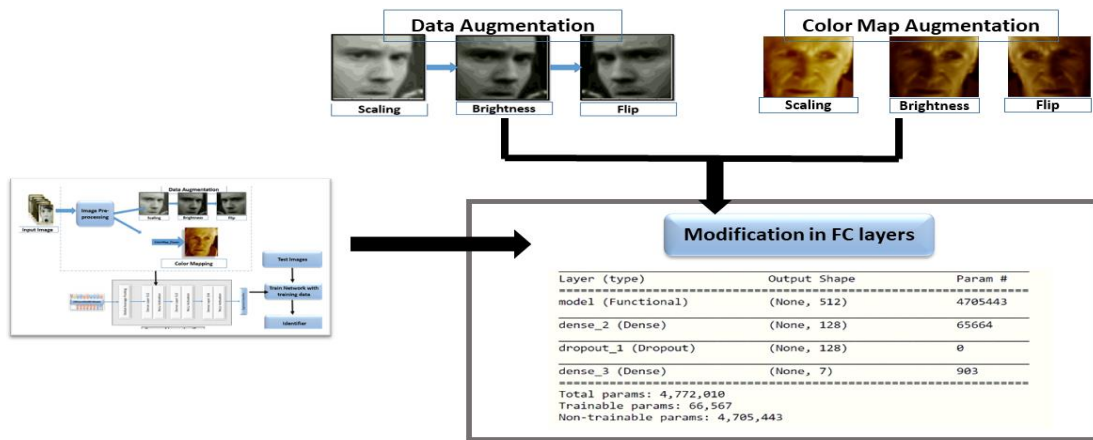 Data Augmentation
Scaling
Brightness
Flip
Color Map Augmentation
Scaling
Brightness
Flip
Data Augmentation
Image Pre-
processing
Scaling
Brightness
Flip
Input Image
Color Mapping
Test Images
Train Network with
training data
Identifier
Modification in FC layers
Layer (type) Output Shape Param #
model (Functional) (None, 512) 4705443
dense_2 (Dense) (None, 128) 65664
dropout_1 (Dropout) (None, 128) 0
dense_3 (Dense) (None, 7) 903
Total params: 4,772,010
Trainable params: 66,567
Non-trainable params: 4,705,443